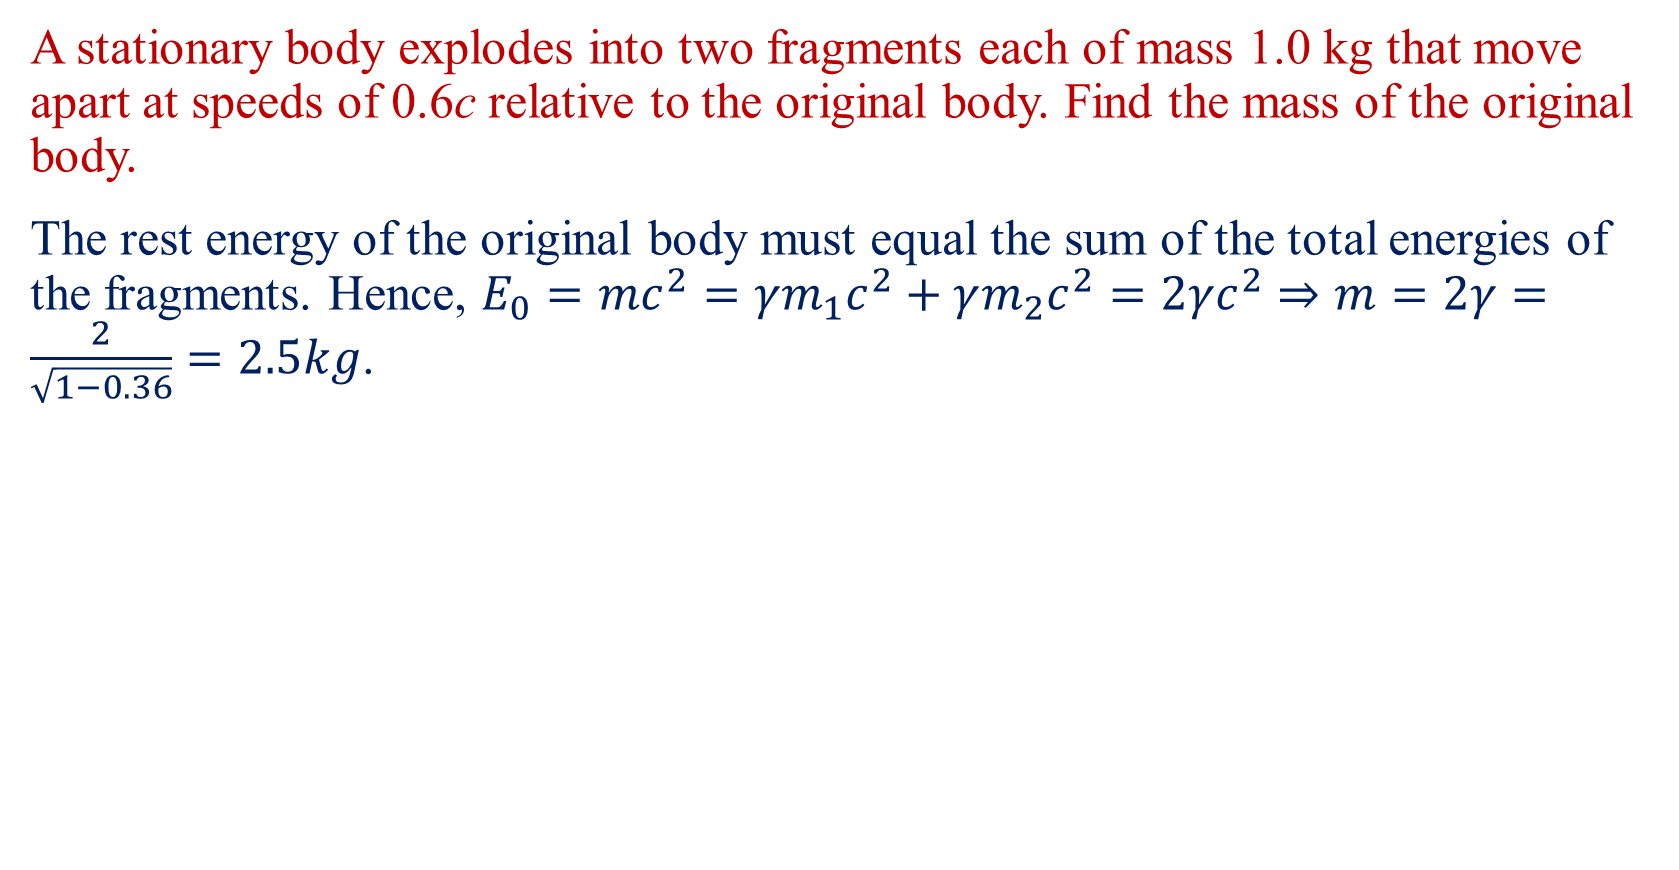 A stationary body explodes into two fragments each of mass 1.0 kg that move
apart at speeds of 0.6c relative to the original body. Find the mass of the original
body.
The rest energy of the original body must equal the sum of the total energies of
the fragments. Hence, E₀ = mc² = γm₁c² + γm₂c² = 2γc² ⇒ m = 2γ =
2/√(1−0.36) = 2.5kg.